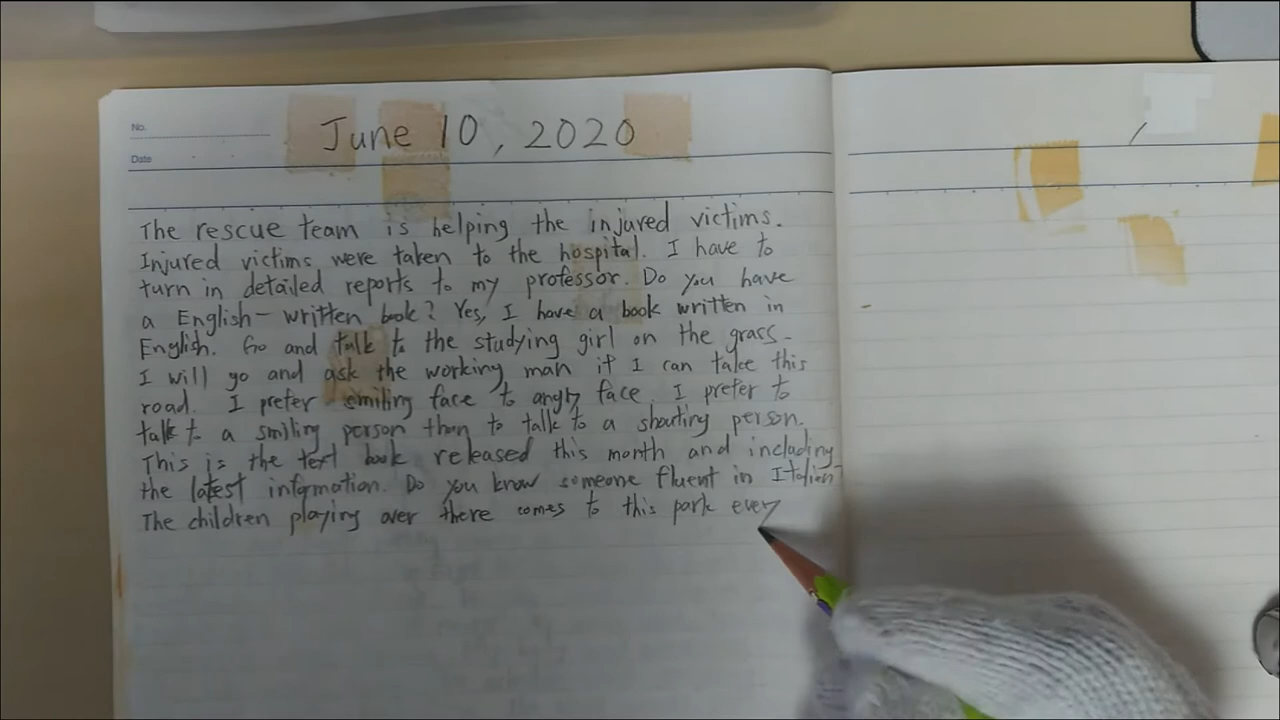 No.
June 10, 2020
Date
The rescue team is helping the injured victims.
Injured victims were taken to the hospital. I have to
turn in detailed reports to my professor. Do you have
a English-written book? Yes, I have a book written in
English. Go and talk to the studying girl on the grass.
I will go and ask the working man if I can take this
road. I prefer smiling face to angry face. I prefer to
talk to a smiling person than to talk to a shouting person.
This is the text book released this month and including
the latest information. Do you know someone fluent in Italian?
The children playing over there comes to this park every